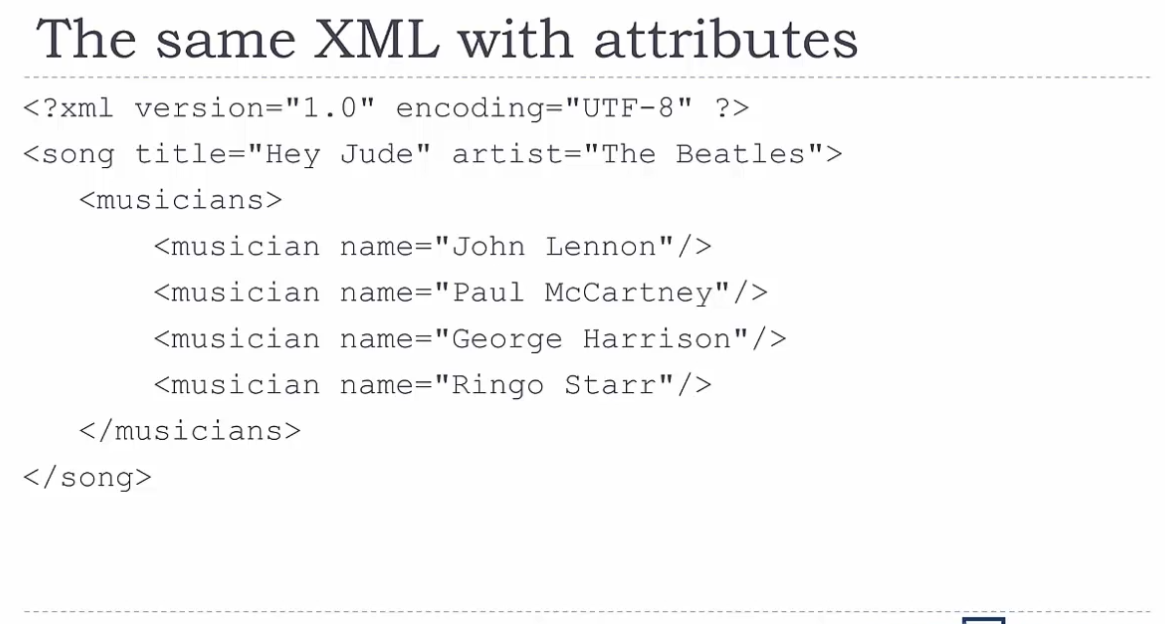 The same XML with attributes
<?xml version="1.0" encoding="UTF-8" ?>
<song title="Hey Jude" artist="The Beatles">
<musicians>
<musician name="John Lennon"/>
<musician name="Paul McCartney"/>
<musician name="George Harrison"/>
<musician name="Ringo Starr"/>
</musicians>
</song>